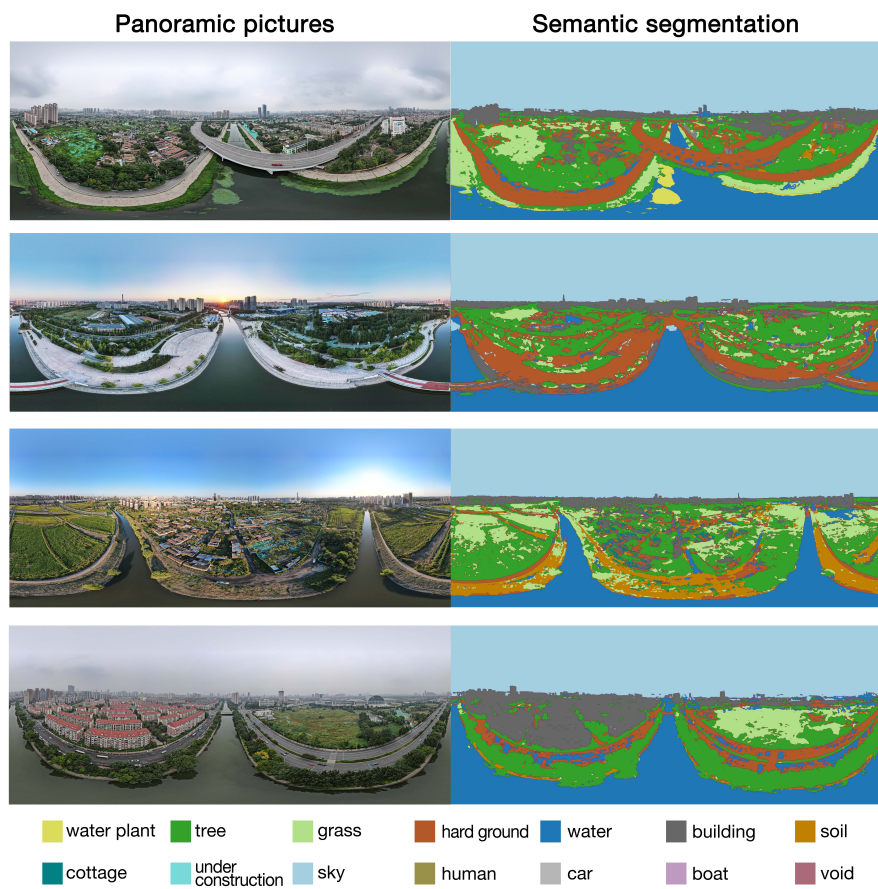 Panoramic pictures
Semantic segmentation
water plant
tree
grass
hard ground
water
building
soil
cottage
under
construction
sky
human
car
boat
void